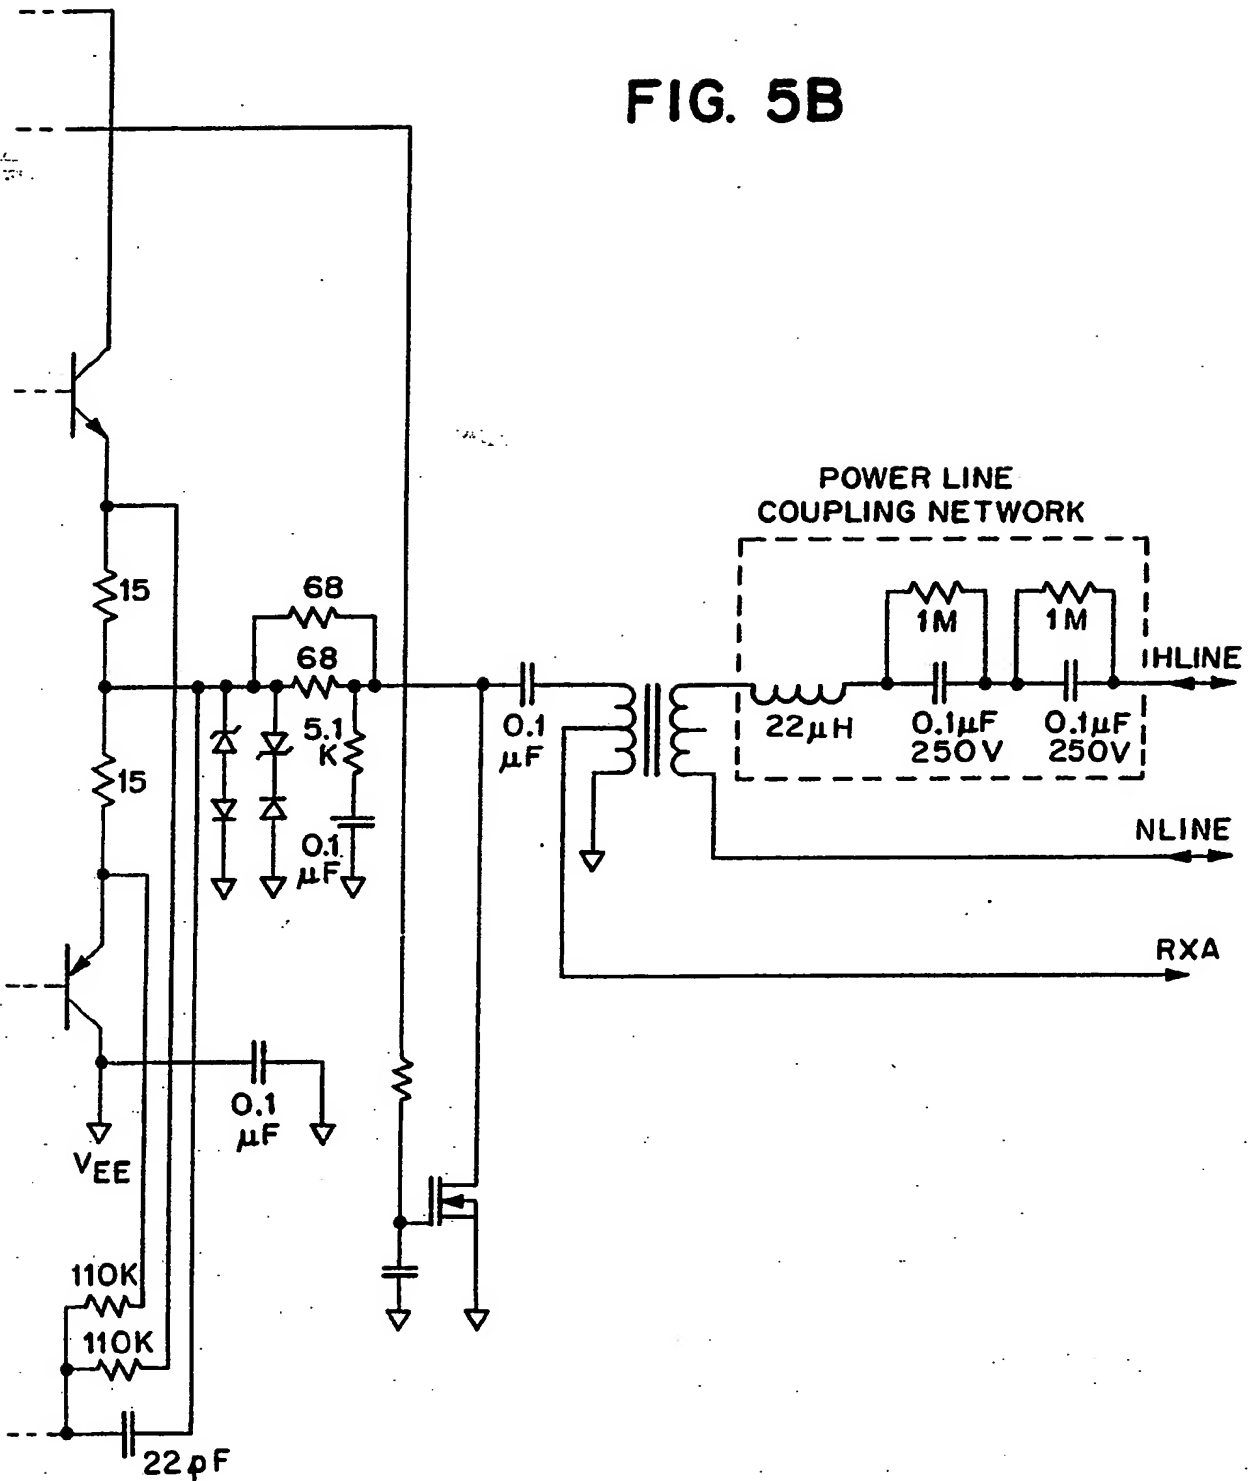 FIG. 5B
POWER LINE
COUPLING NETWORK
15
68
68
1M
1M
HLINE
22μH
0.1μF
250V
0.1μF
250V
0.1
μF
5.1
K
15
0.1
μF
NLINE
RXA
0.1
μF
VEE
110K
110K
22pF